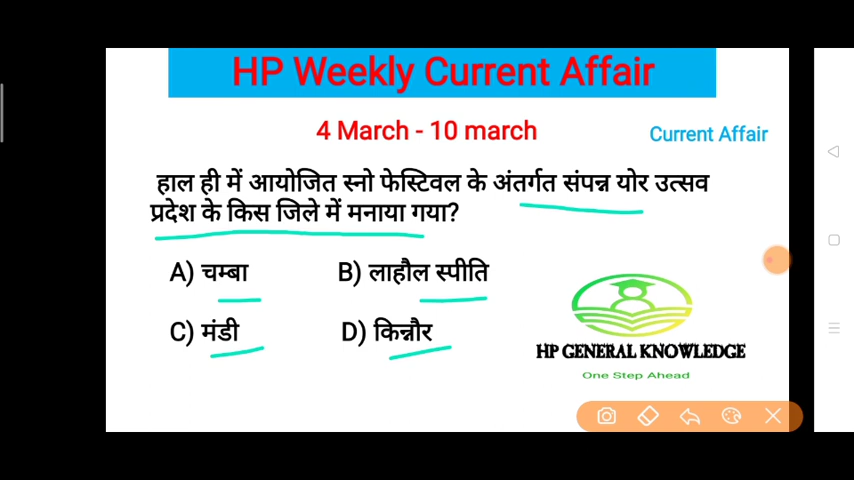 HP Weekly Current Affair
4 March - 10 march
Current Affair
हाल ही में आयोजित स्नो फेस्टिवल के अंतर्गत संपन्न योर उत्सव
प्रदेश के किस जिले में मनाया गया?
A) चम्बा B) लाहौल स्पीति
C) मंडी D) किन्नौर
HP GENERAL KNOWLEDGE
One Step Ahead